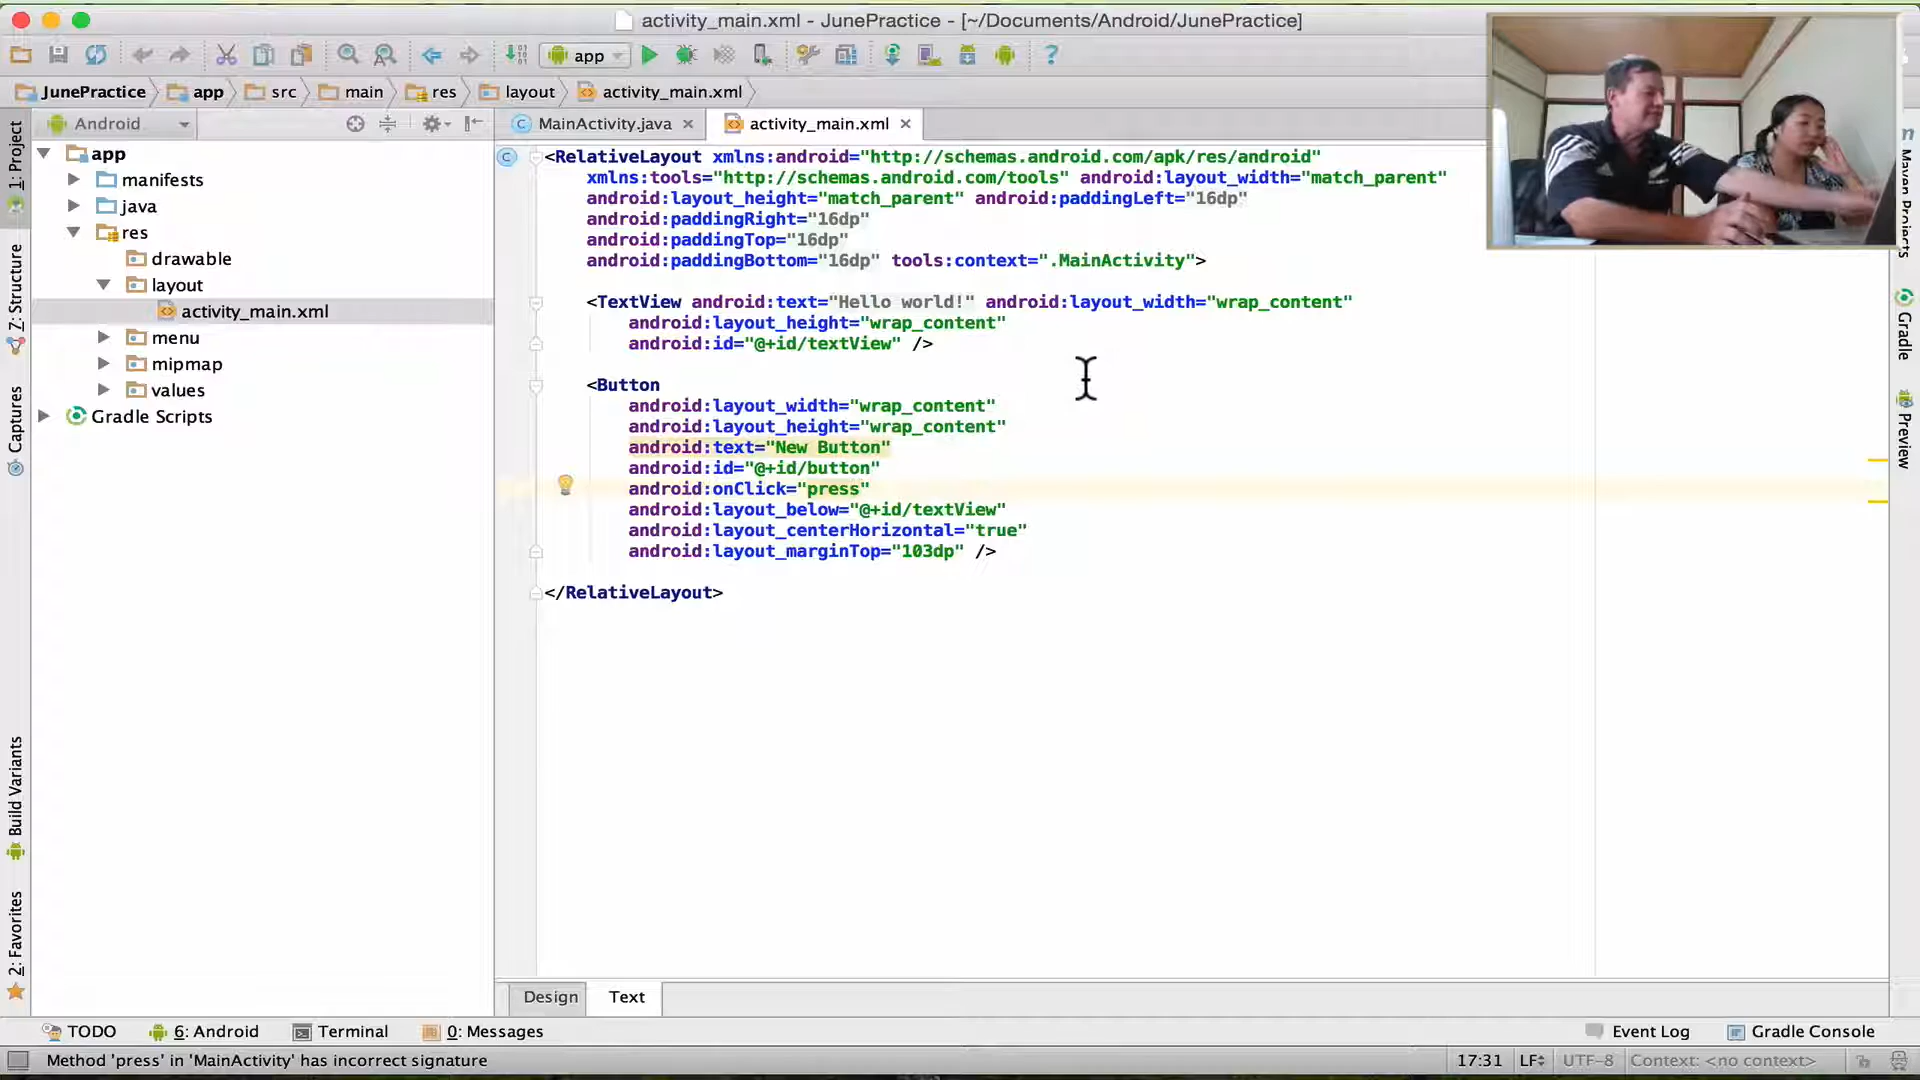 activity_main.xml - JunePractice - [~/Documents/Android/JunePractice]
app
JunePractice app src main res layout activity_main.xml
Android
MainActivity.java activity_main.xml
1: Project
Z: Structure
Captures
Build Variants
2: Favorites
app
manifests
java
res
drawable
layout
activity_main.xml
menu
mipmap
values
Gradle Scripts
<RelativeLayout xmlns:android="http://schemas.android.com/apk/res/android"
xmlns:tools="http://schemas.android.com/tools" android:layout_width="match_parent"
android:layout_height="match_parent" android:paddingLeft="16dp"
android:paddingRight="16dp"
android:paddingTop="16dp"
android:paddingBottom="16dp" tools:context=".MainActivity">
<TextView android:text="Hello world!" android:layout_width="wrap_content"
android:layout_height="wrap_content"
android:id="@+id/textView" />
<Button
android:layout_width="wrap_content"
android:layout_height="wrap_content"
android:text="New Button"
android:id="@+id/button"
android:onClick="press"
android:layout_below="@+id/textView"
android:layout_centerHorizontal="true"
android:layout_marginTop="103dp" />
</RelativeLayout>
Maven Projects
Gradle
Preview
Design Text
TODO 6: Android Terminal 0: Messages Event Log Gradle Console
Method 'press' in 'MainActivity' has incorrect signature 17:31 LF UTF-8 Context: <no context>